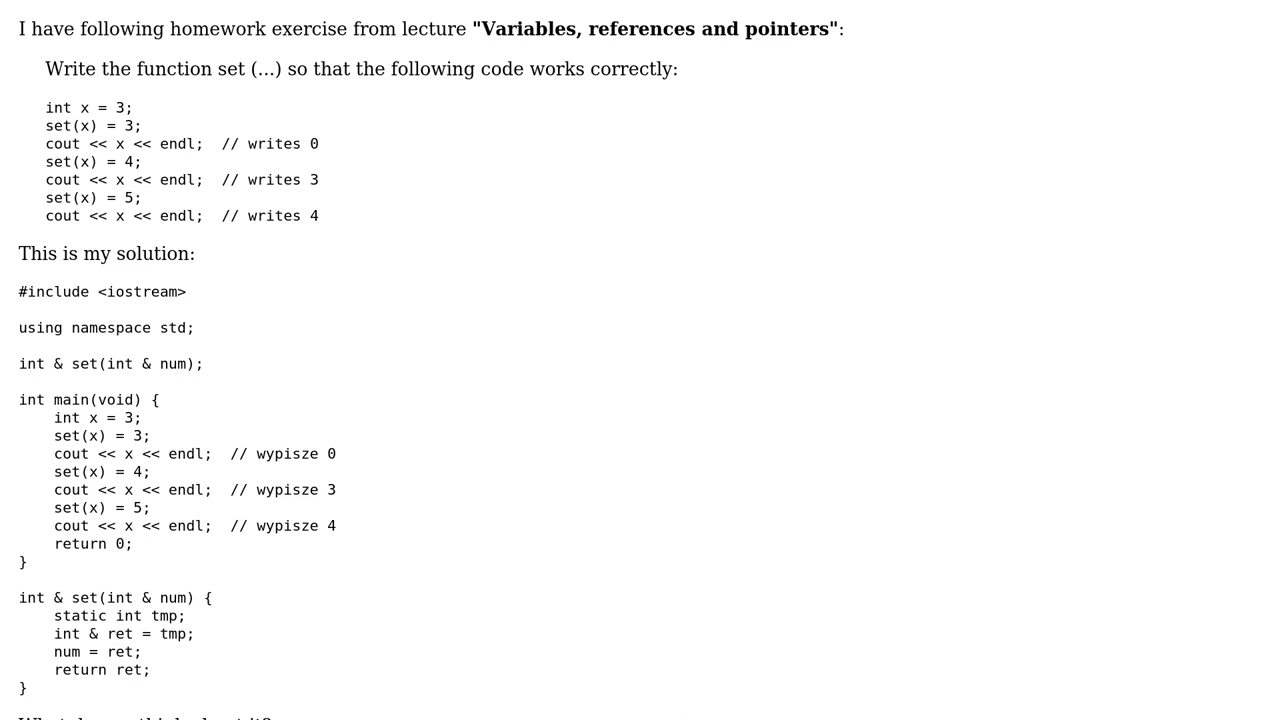 I have following homework exercise from lecture "Variables, references and pointers":
Write the function set (...) so that the following code works correctly:
int x = 3;
set(x) = 3;
cout << x << endl;  // writes 0
set(x) = 4;
cout << x << endl;  // writes 3
set(x) = 5;
cout << x << endl;  // writes 4
This is my solution:
#include <iostream>
using namespace std;
int & set(int & num);
int main(void) {
    int x = 3;
    set(x) = 3;
    cout << x << endl;  // wypisze 0
    set(x) = 4;
    cout << x << endl;  // wypisze 3
    set(x) = 5;
    cout << x << endl;  // wypisze 4
    return 0;
}
int & set(int & num) {
    static int tmp;
    int & ret = tmp;
    num = ret;
    return ret;
}